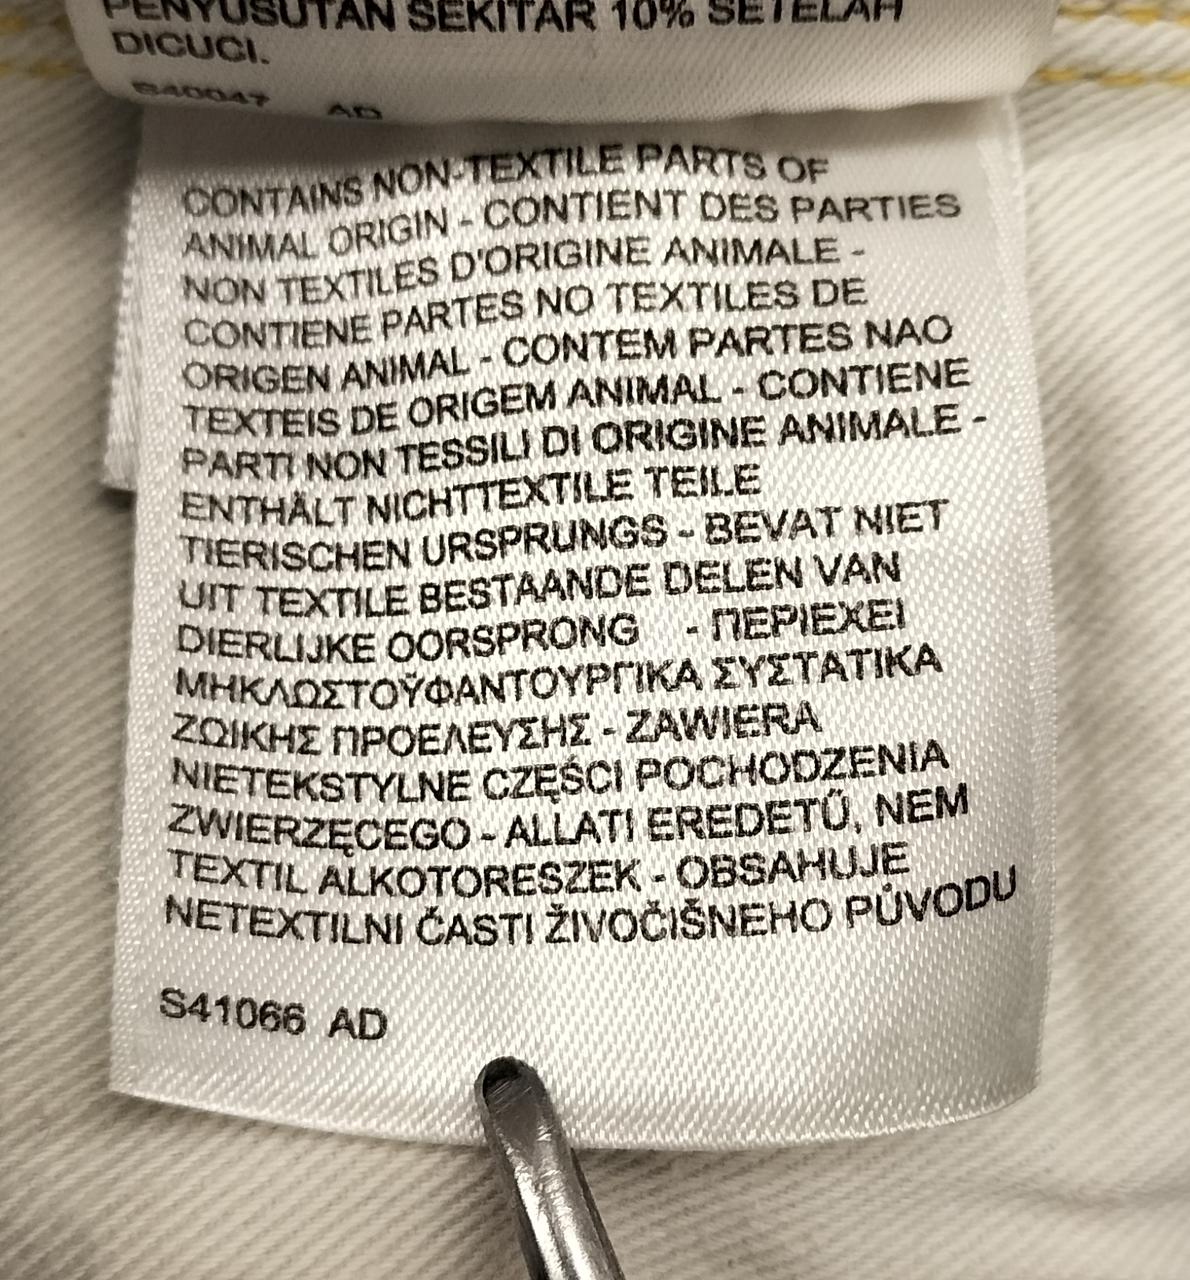 PENYUSUTAN SEKITAR 10% SETELAH
DICUCI.
S40047 AD
CONTAINS NON-TEXTILE PARTS OF
ANIMAL ORIGIN - CONTIENT DES PARTIES
NON TEXTILES D'ORIGINE ANIMALE -
CONTIENE PARTES NO TEXTILES DE
ORIGEN ANIMAL - CONTEM PARTES NAO
TEXTEIS DE ORIGEM ANIMAL - CONTIENE
PARTI NON TESSILI DI ORIGINE ANIMALE -
ENTHÄLT NICHTTEXTILE TEILE
TIERISCHEN URSPRUNGS - BEVAT NIET
UIT TEXTILE BESTAANDE DELEN VAN
DIERLIJKE OORSPRONG - ΠΕΡΙΕΧΕΙ
ΜΗΚΛΩΣΤΟΫΦΑΝΤΟΥΡΓΙΚΑ ΣΥΣΤΑΤΙΚΑ
ΖΩΙΚΗΣ ΠΡΟΕΛΕΥΣΗΣ - ZAWIERA
NIETEKSTYLNE CZĘŚCI POCHODZENIA
ZWIERZĘCEGO - ALLATI EREDETŰ, NEM
TEXTIL ALKOTORESZEK - OBSAHUJE
NETEXTILNI ČASTI ŽIVOČIŠNEHO PŮVODU
S41066 AD